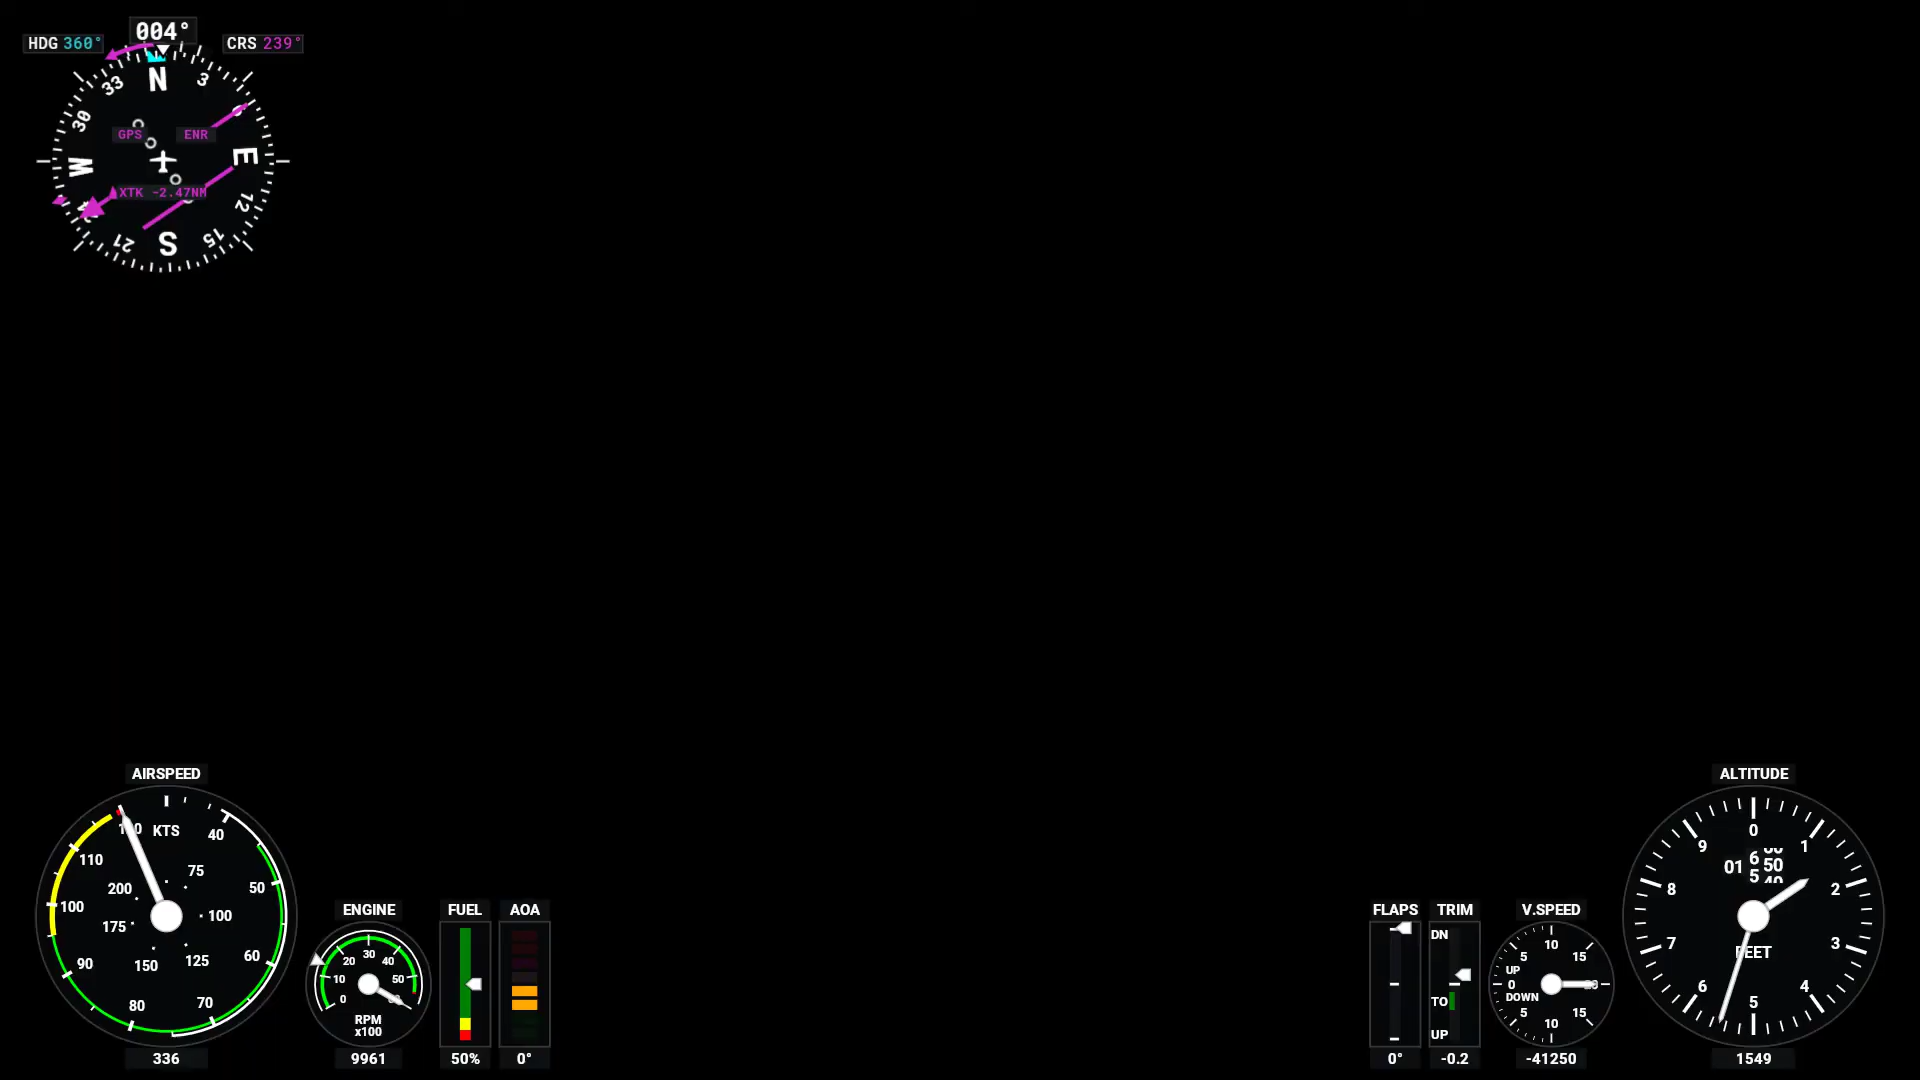 HDG 360°
004°
CRS 239°
N
33
3
30
GPS
ENR
W
E
XTK -2.47NM
12
21
S
15
AIRSPEED
KTS
40
110
75
200
50
100
100
175
150
125
60
90
80
70
336
ENGINE
30
20
40
10
50
0
RPM
x100
9961
FUEL
50%
AOA
0°
FLAPS
0°
TRIM
DN
TO
UP
-0.2
V.SPEED
10
5
15
UP
0
DOWN
5
15
10
-41250
ALTITUDE
0
9
1
01
6
5
50
8
2
FEET
7
3
6
4
5
1549